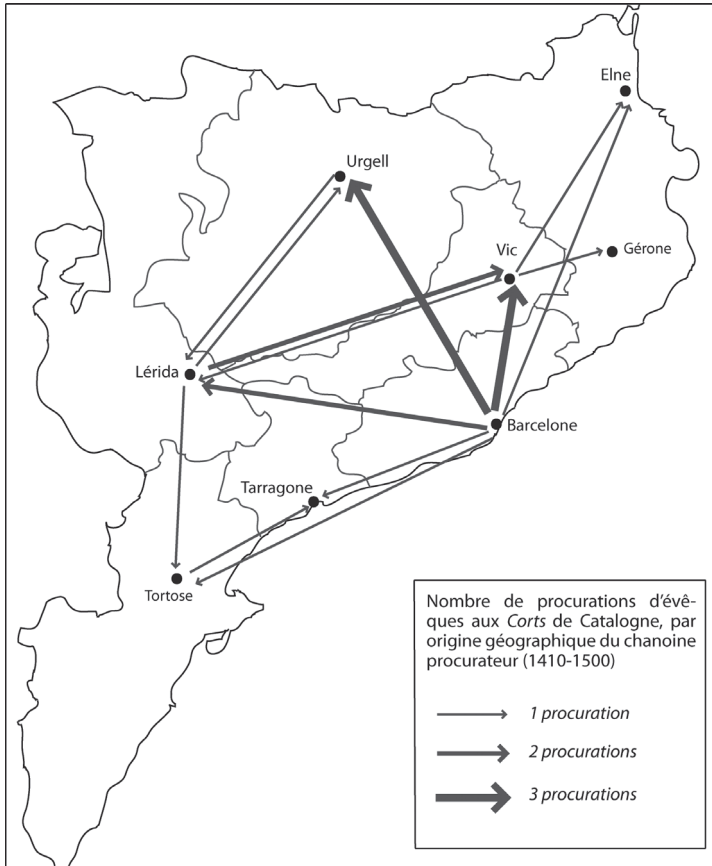 Elne
Urgell
Vic
Gérone
Lérida
Barcelone
Tarragone
Tortose
Nombre de procurations d'évê-
ques aux Corts de Catalogne, par
origine géographique du chanoine
procurateur (1410-1500)
1 procuration
2 procurations
3 procurations